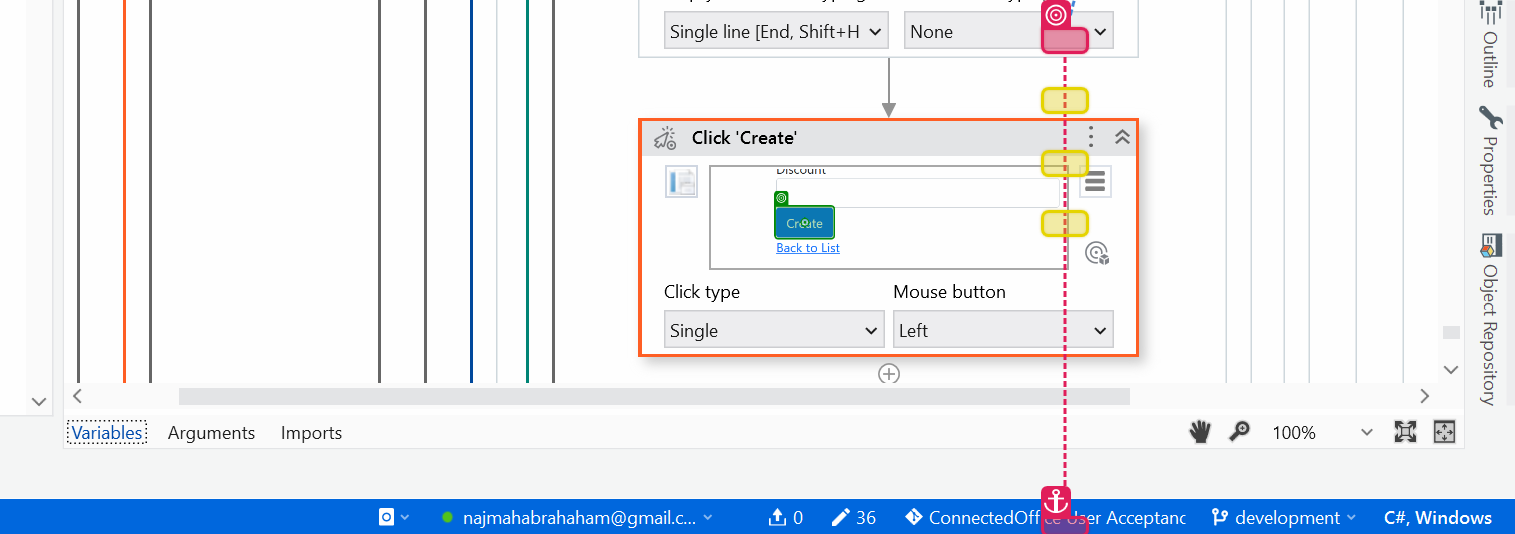 Single line [End, Shift+H
None
Click 'Create'
Discount
Create
Back to List
Click type
Mouse button
Single
Left
Outline
Properties
Object Repository
Variables
Arguments
Imports
100%
najmahabrahaham@gmail.c...
0
36
ConnectedOffice User Acceptanc
development
C#, Windows